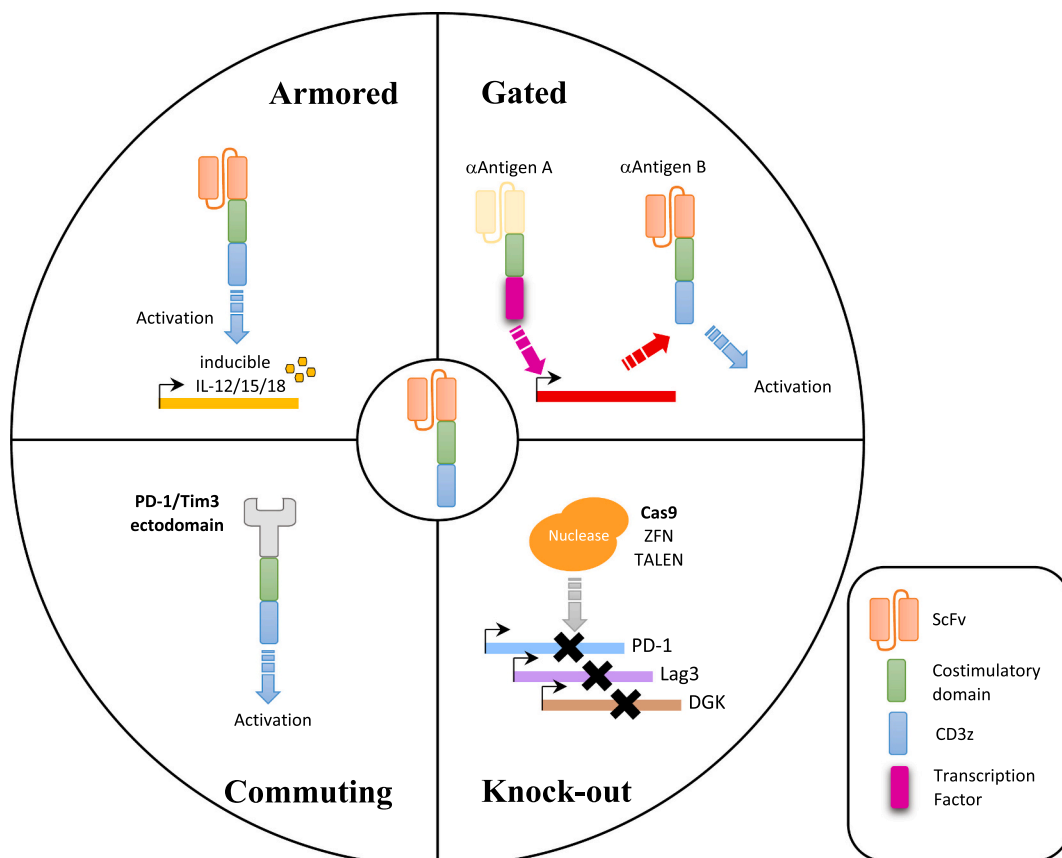 Armored
Activation
inducible
IL-12/15/18
Gated
αAntigen A
αAntigen B
Activation
PD-1/Tim3
ectodomain
Activation
Commuting
Nuclease
Cas9
ZFN
TALEN
PD-1
Lag3
DGK
Knock-out
ScFv
Costimulatory
domain
CD3z
Transcription
Factor